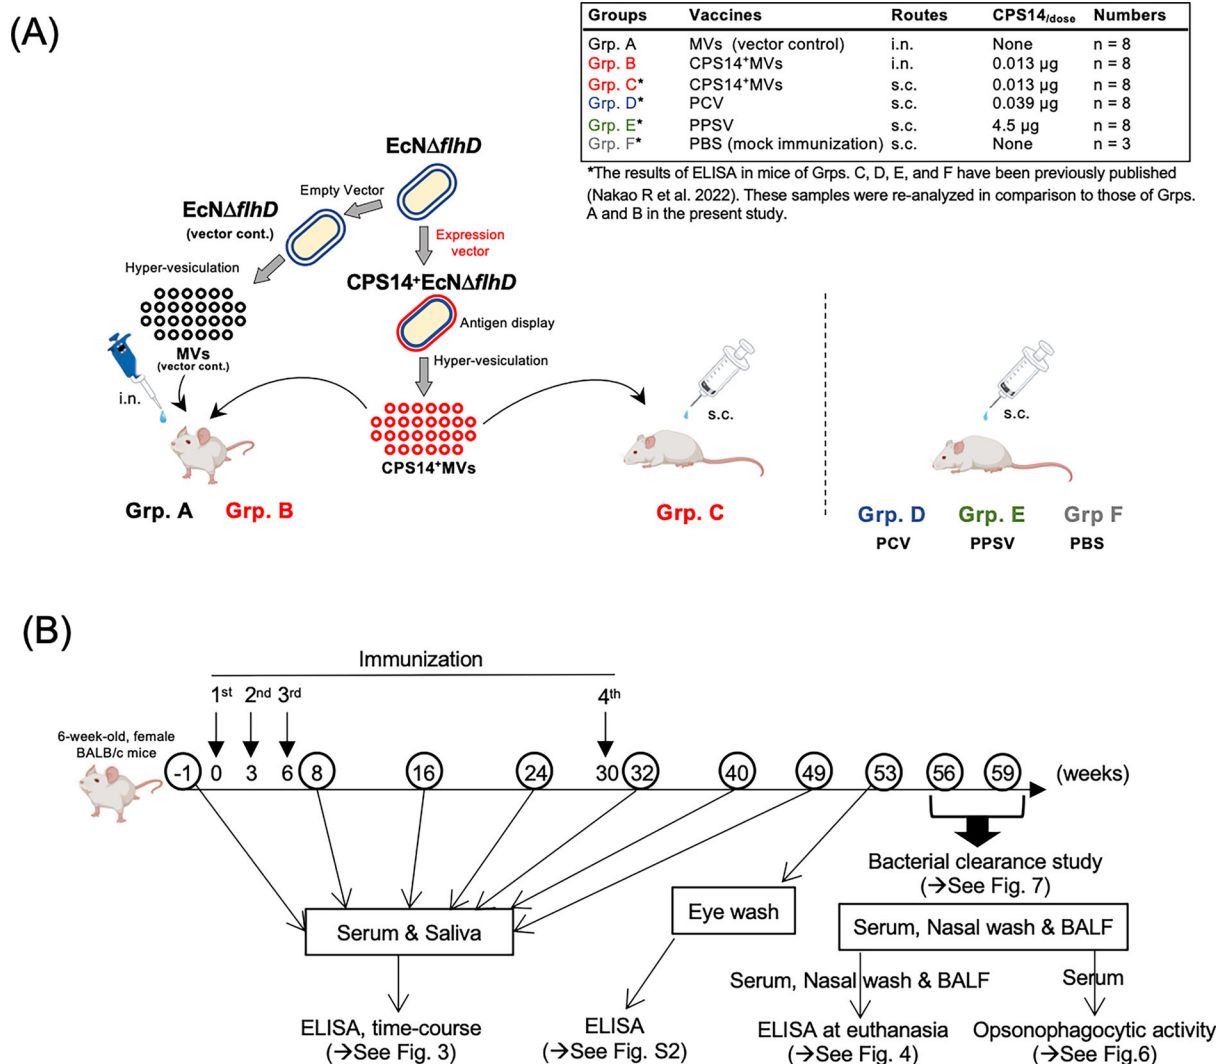 (A)
Groups Vaccines Routes CPS14/dose Numbers
Grp. A MVs (vector control) i.n. None n = 8
Grp. B CPS14⁺MVs i.n. 0.013 µg n = 8
Grp. C* CPS14⁺MVs s.c. 0.013 µg n = 8
Grp. D* PCV s.c. 0.039 µg n = 8
Grp. E* PPSV s.c. 4.5 µg n = 8
Grp. F* PBS (mock immunization) s.c. None n = 3
*The results of ELISA in mice of Grps. C, D, E, and F have been previously published
(Nakao R et al. 2022). These samples were re-analyzed in comparison to those of Grps.
A and B in the present study.
EcNΔflhD
Empty Vector
EcNΔflhD
(vector cont.)
Expression
vector
Hyper-vesiculation
CPS14⁺EcNΔflhD
Antigen display
MVs
(vector cont.)
Hyper-vesiculation
i.n.
CPS14⁺MVs
s.c.
s.c.
Grp. A Grp. B Grp. C Grp. D Grp. E Grp F
PCV PPSV PBS
(B)
Immunization
1st 2nd 3rd 4th
6-week-old, female
BALB/c mice
-1 0 3 6 8 16 24 30 32 40 49 53 56 59 (weeks)
Bacterial clearance study
(→See Fig. 7)
Eye wash
Serum & Saliva
Serum, Nasal wash & BALF
Serum, Nasal wash & BALF
Serum
ELISA, time-course
(→See Fig. 3)
ELISA
(→See Fig. S2)
ELISA at euthanasia
(→See Fig. 4)
Opsonophagocytic activity
(→See Fig.6)